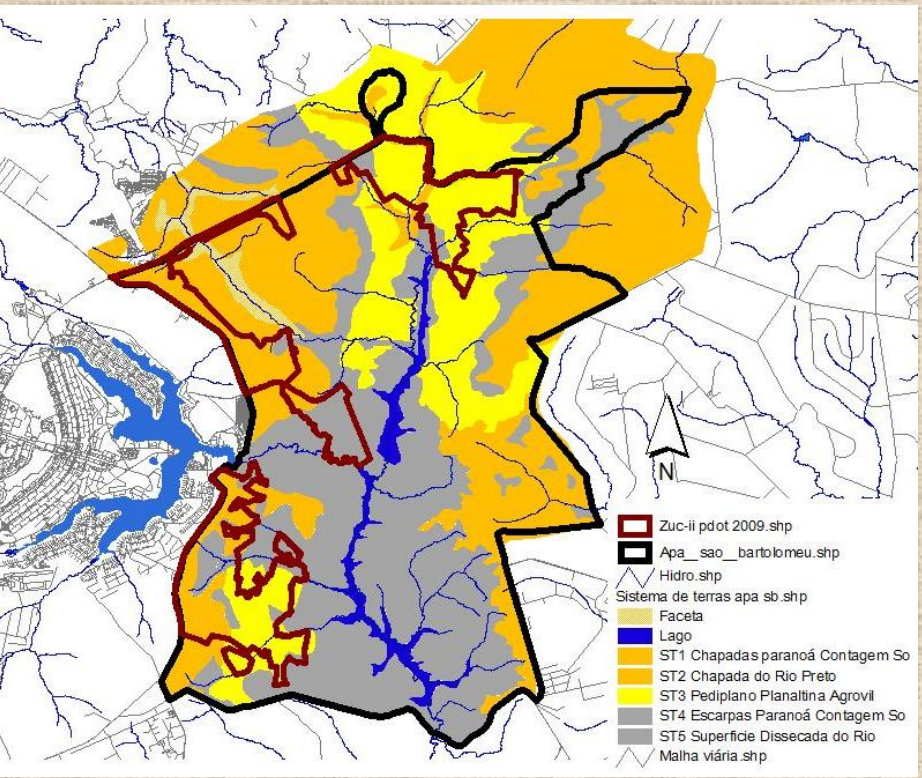 N
Zuc-ii pdot 2009.shp
Apa__sao__bartolomeu.shp
Hidro.shp
Sistema de terras apa sb.shp
Faceta
Lago
ST1 Chapadas paranoá Contagem So
ST2 Chapada do Rio Preto
ST3 Pediplano Planaltina Agrovil
ST4 Escarpas Paranoá Contagem So
ST5 Superfície Dissecada do Rio
Malha viária.shp